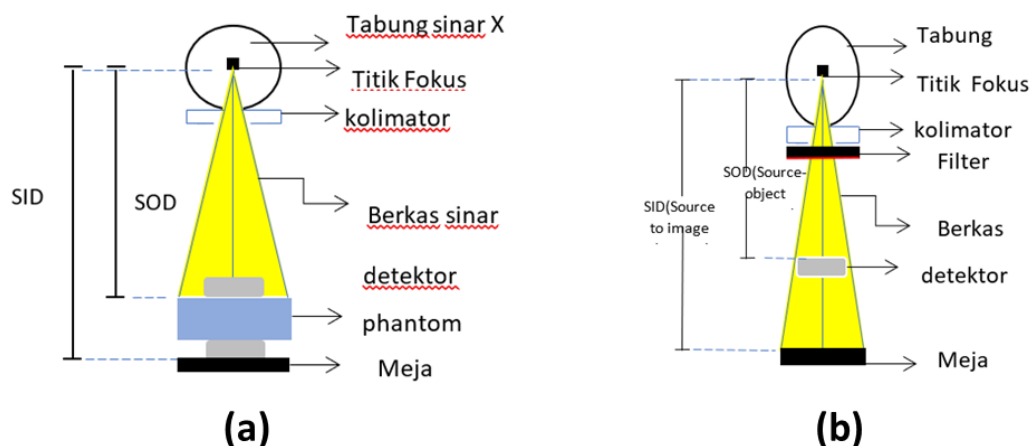 Tabung sinar X
Titik Fokus
kolimator
SID
SOD
Berkas sinar
detektor
phantom
Meja
(a)
Tabung
Titik Fokus
kolimator
Filter
SOD(Source-
object
SID(Source
to image
Berkas
detektor
Meja
(b)